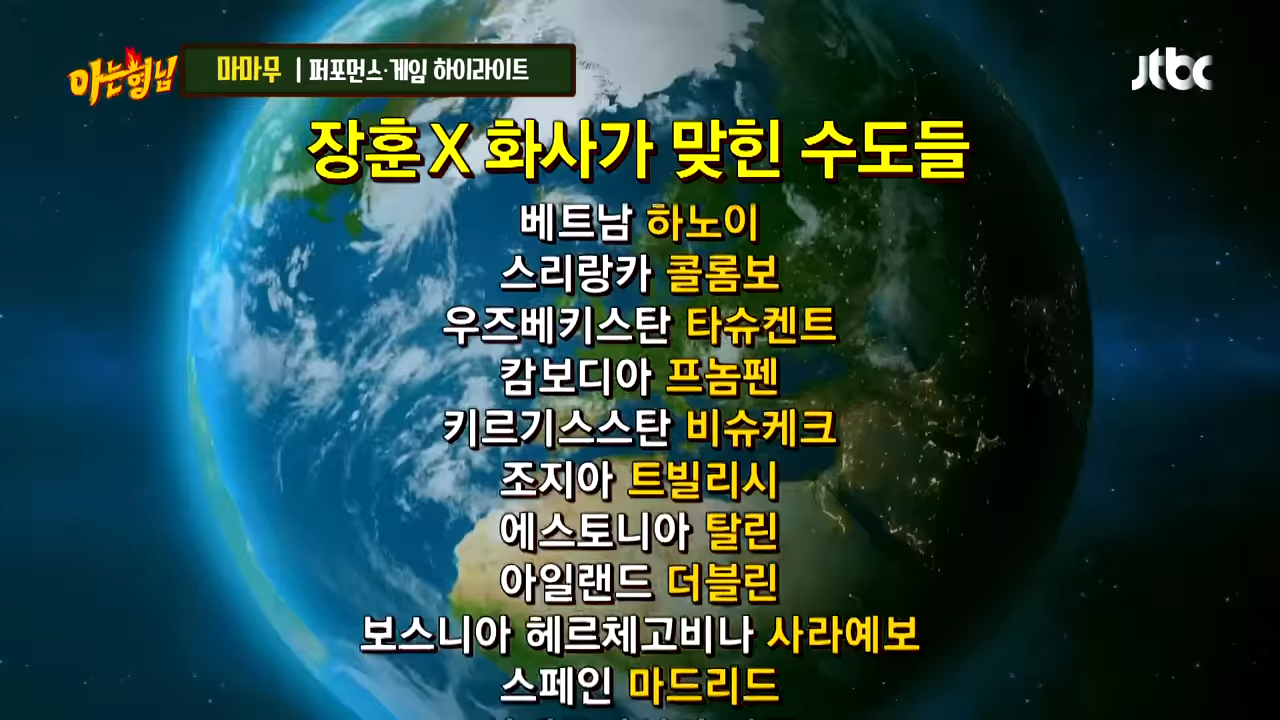 아는형님
마마무 | 퍼포먼스·게임 하이라이트
jtbc
장훈 X 화사가 맞힌 수도들
베트남 하노이
스리랑카 콜롬보
우즈베키스탄 타슈켄트
캄보디아 프놈펜
키르기스스탄 비슈케크
조지아 트빌리시
에스토니아 탈린
아일랜드 더블린
보스니아 헤르체고비나 사라예보
스페인 마드리드